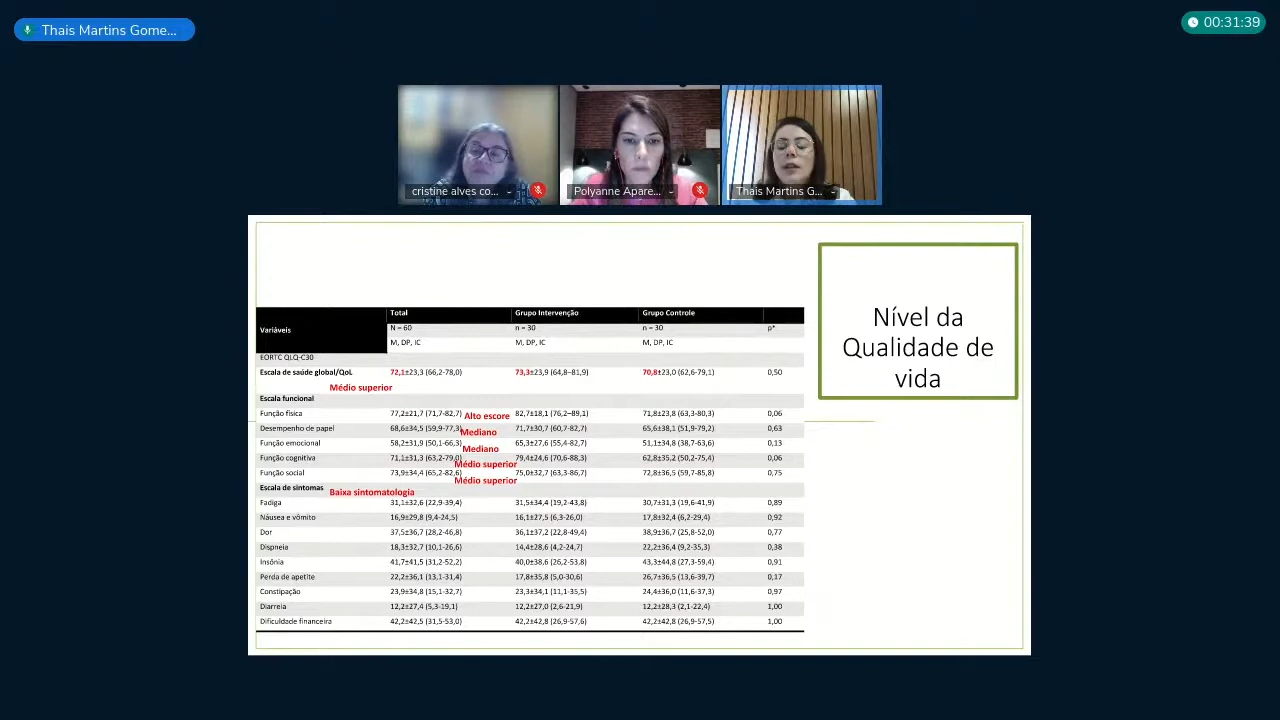 Thais Martins Gome...
00:31:39
cristine alves co...
Polyanne Apare...
Thais Martins G...
Nível da
Qualidade de
vida
Variáveis Total Grupo Intervenção Grupo Controle
N = 60 n = 30 n = 30 p*
M, DP, IC M, DP, IC M, DP, IC
EORTC QLQ-C30
Escala de saúde global/QoL 72,1±23,3 (66,2-78,0) 73,3±23,9 (64,8–81,9) 70,8±23,0 (62,6-79,1) 0,50
Médio superior
Escala funcional
Função física 77,2±21,7 (71,7-82,7) Alto escore 82,7±18,1 (76,2–89,1) 71,8±23,8 (63,3-80,3) 0,06
Desempenho de papel 68,6±34,5 (59,9-77,3) Mediano 71,7±30,7 (60,7-82,7) 65,6±38,1 (51,9-79,2) 0,63
Função emocional 58,2±31,9 (50,1-66,3) Mediano 65,3±27,6 (55,4-82,7) 51,1±34,8 (38,7-63,6) 0,13
Função cognitiva 71,1±31,3 (63,2-79,0) Médio superior 79,4±24,6 (70,6-88,3) 62,8±35,2 (50,2-75,4) 0,06
Função social 73,9±34,4 (65,2-82,6) Médio superior 75,0±32,7 (63,3-86,7) 72,8±36,5 (59,7-85,8) 0,75
Escala de sintomas Baixa sintomatologia
Fadiga 31,1±32,6 (22,9-39,4) 31,5±34,4 (19,2-43,8) 30,7±31,3 (19,6-41,9) 0,89
Náusea e vômito 16,9±29,8 (9,4-24,5) 16,1±27,5 (6,3-26,0) 17,8±32,4 (6,2-29,4) 0,92
Dor 37,5±36,7 (28,2-46,8) 36,1±37,2 (22,8-49,4) 38,9±36,7 (25,8-52,0) 0,77
Dispneia 18,3±32,7 (10,1-26,6) 14,4±28,6 (4,2-24,7) 22,2±36,4 (9,2-35,3) 0,38
Insônia 41,7±41,5 (31,2-52,2) 40,0±38,6 (26,2-53,8) 43,3±44,8 (27,3-59,4) 0,91
Perda de apetite 22,2±36,1 (13,1-31,4) 17,8±35,8 (5,0-30,6) 26,7±36,5 (13,6-39,7) 0,17
Constipação 23,9±34,8 (15,1-32,7) 23,3±34,1 (11,1-35,5) 24,4±36,0 (11,6-37,3) 0,97
Diarreia 12,2±27,4 (5,3-19,1) 12,2±27,0 (2,6-21,9) 12,2±28,3 (2,1-22,4) 1,00
Dificuldade financeira 42,2±42,5 (31,5-53,0) 42,2±42,8 (26,9-57,6) 42,2±42,8 (26,9-57,5) 1,00